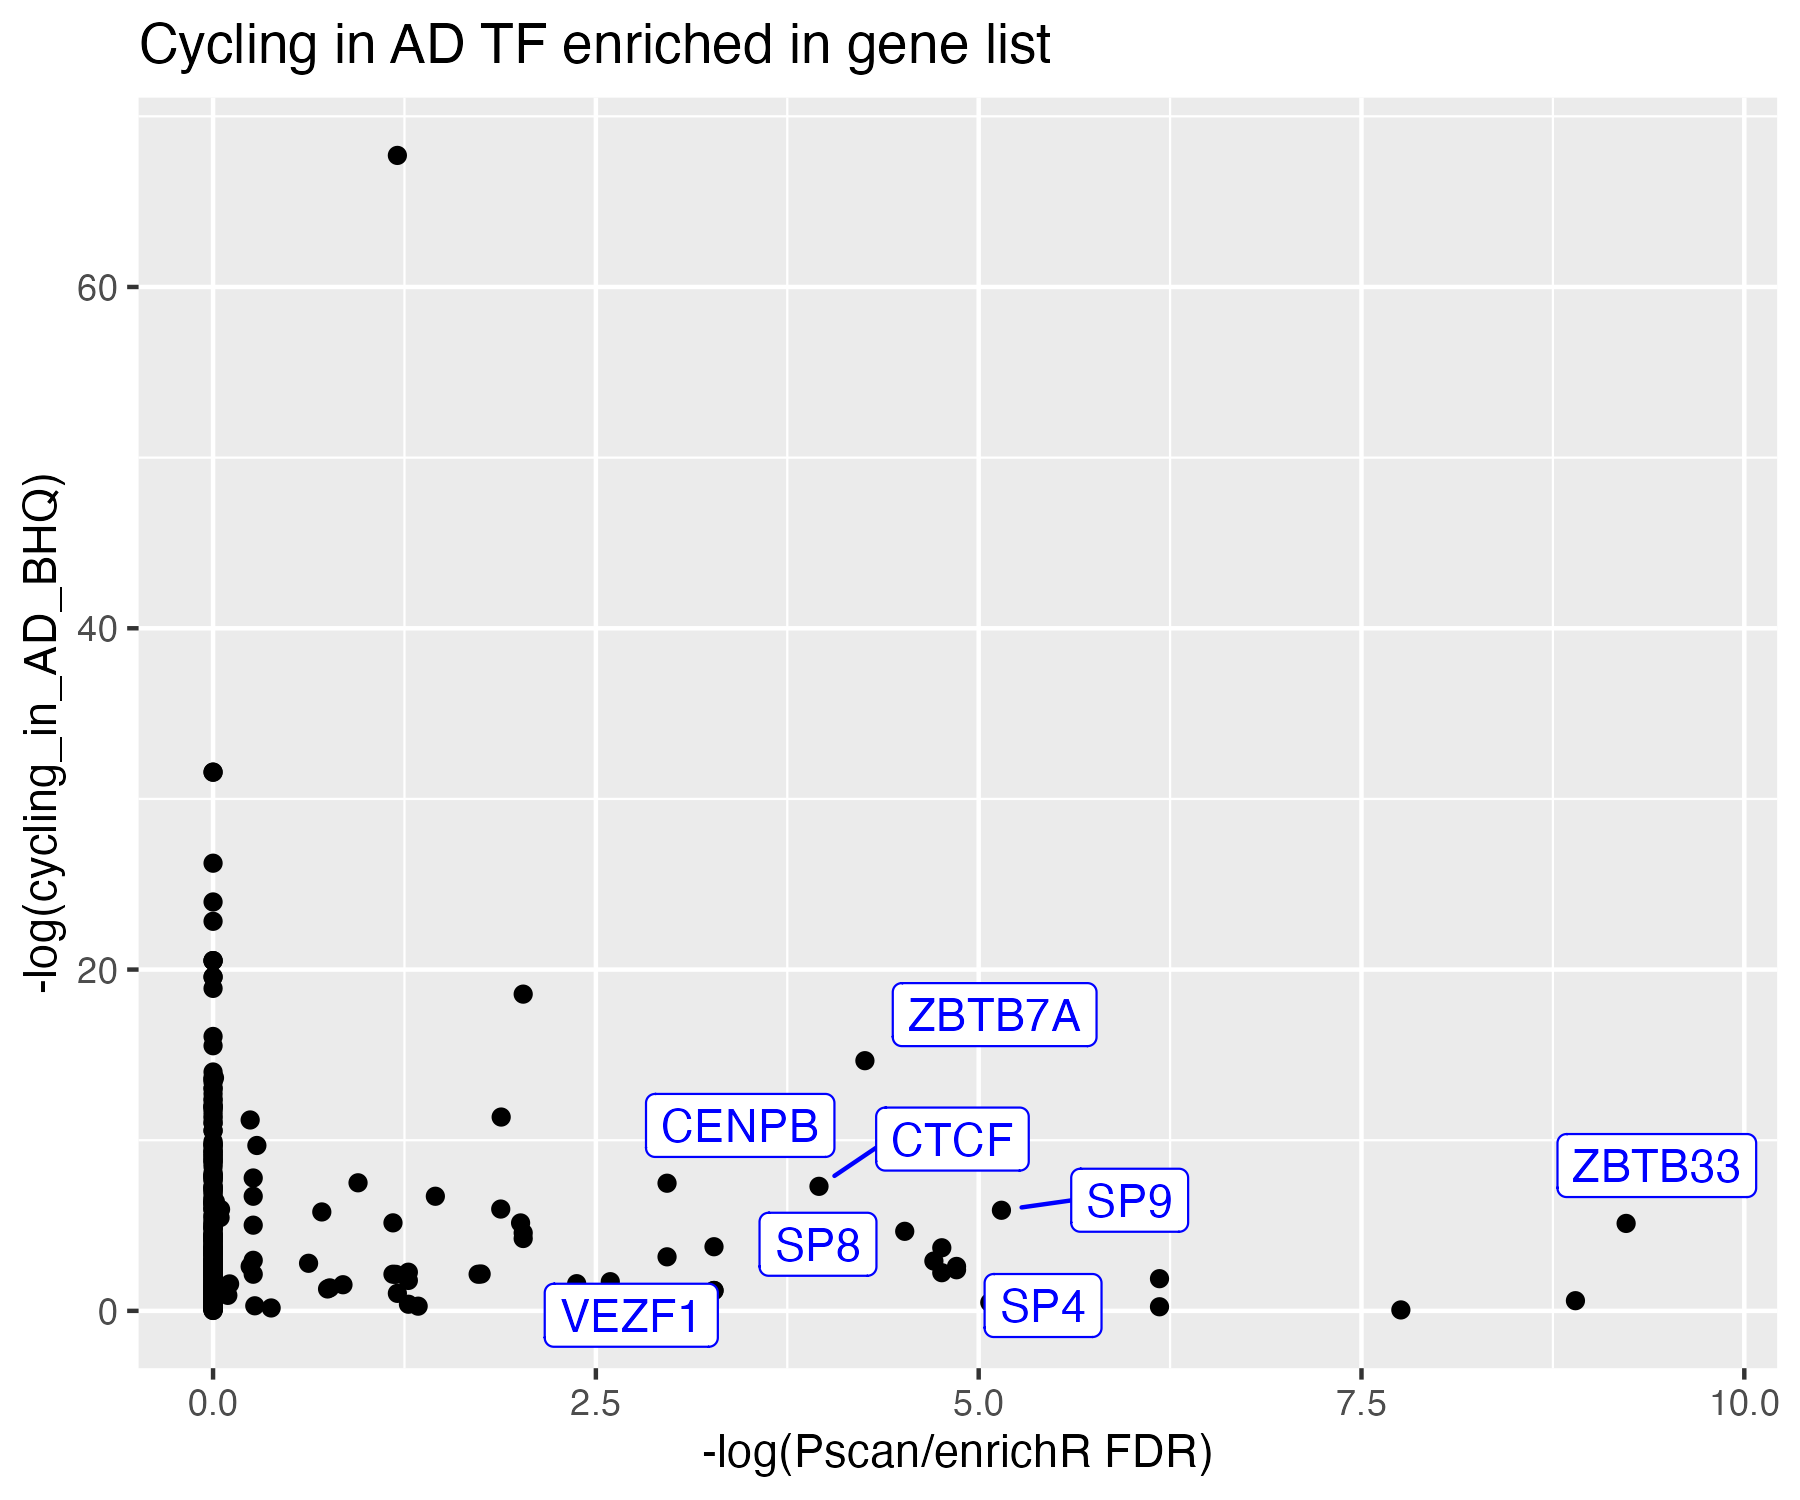 Cycling in AD TF enriched in gene list
-log(cycling_in_AD_BHQ)
60
40
20
0
ZBTB7A
CENPB
CTCF
ZBTB33
SP9
SP8
SP4
VEZF1
0.0
2.5
5.0
7.5
10.0
-log(Pscan/enrichR FDR)